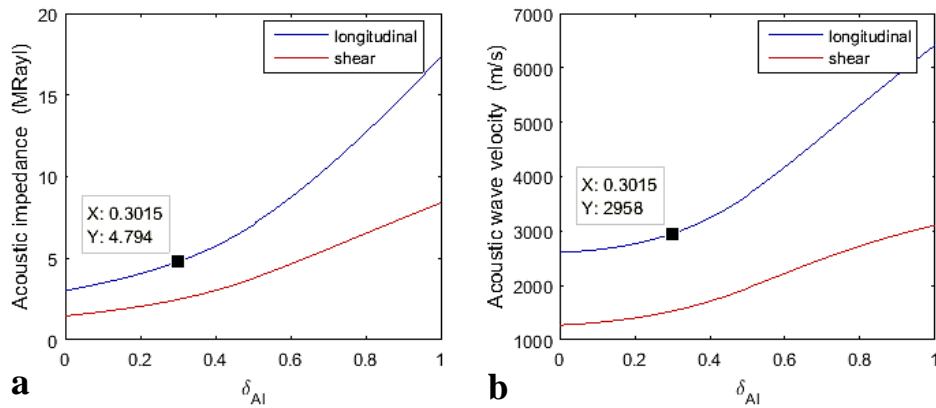 20
15
10
5
0
Acoustic impedance (MRayl)
longitudinal
shear
X: 0.3015
Y: 4.794
0 0.2 0.4 0.6 0.8 1
δAl
a
7000
6000
5000
4000
3000
2000
1000
Acoustic wave velocity (m/s)
longitudinal
shear
X: 0.3015
Y: 2958
0 0.2 0.4 0.6 0.8 1
δAl
b